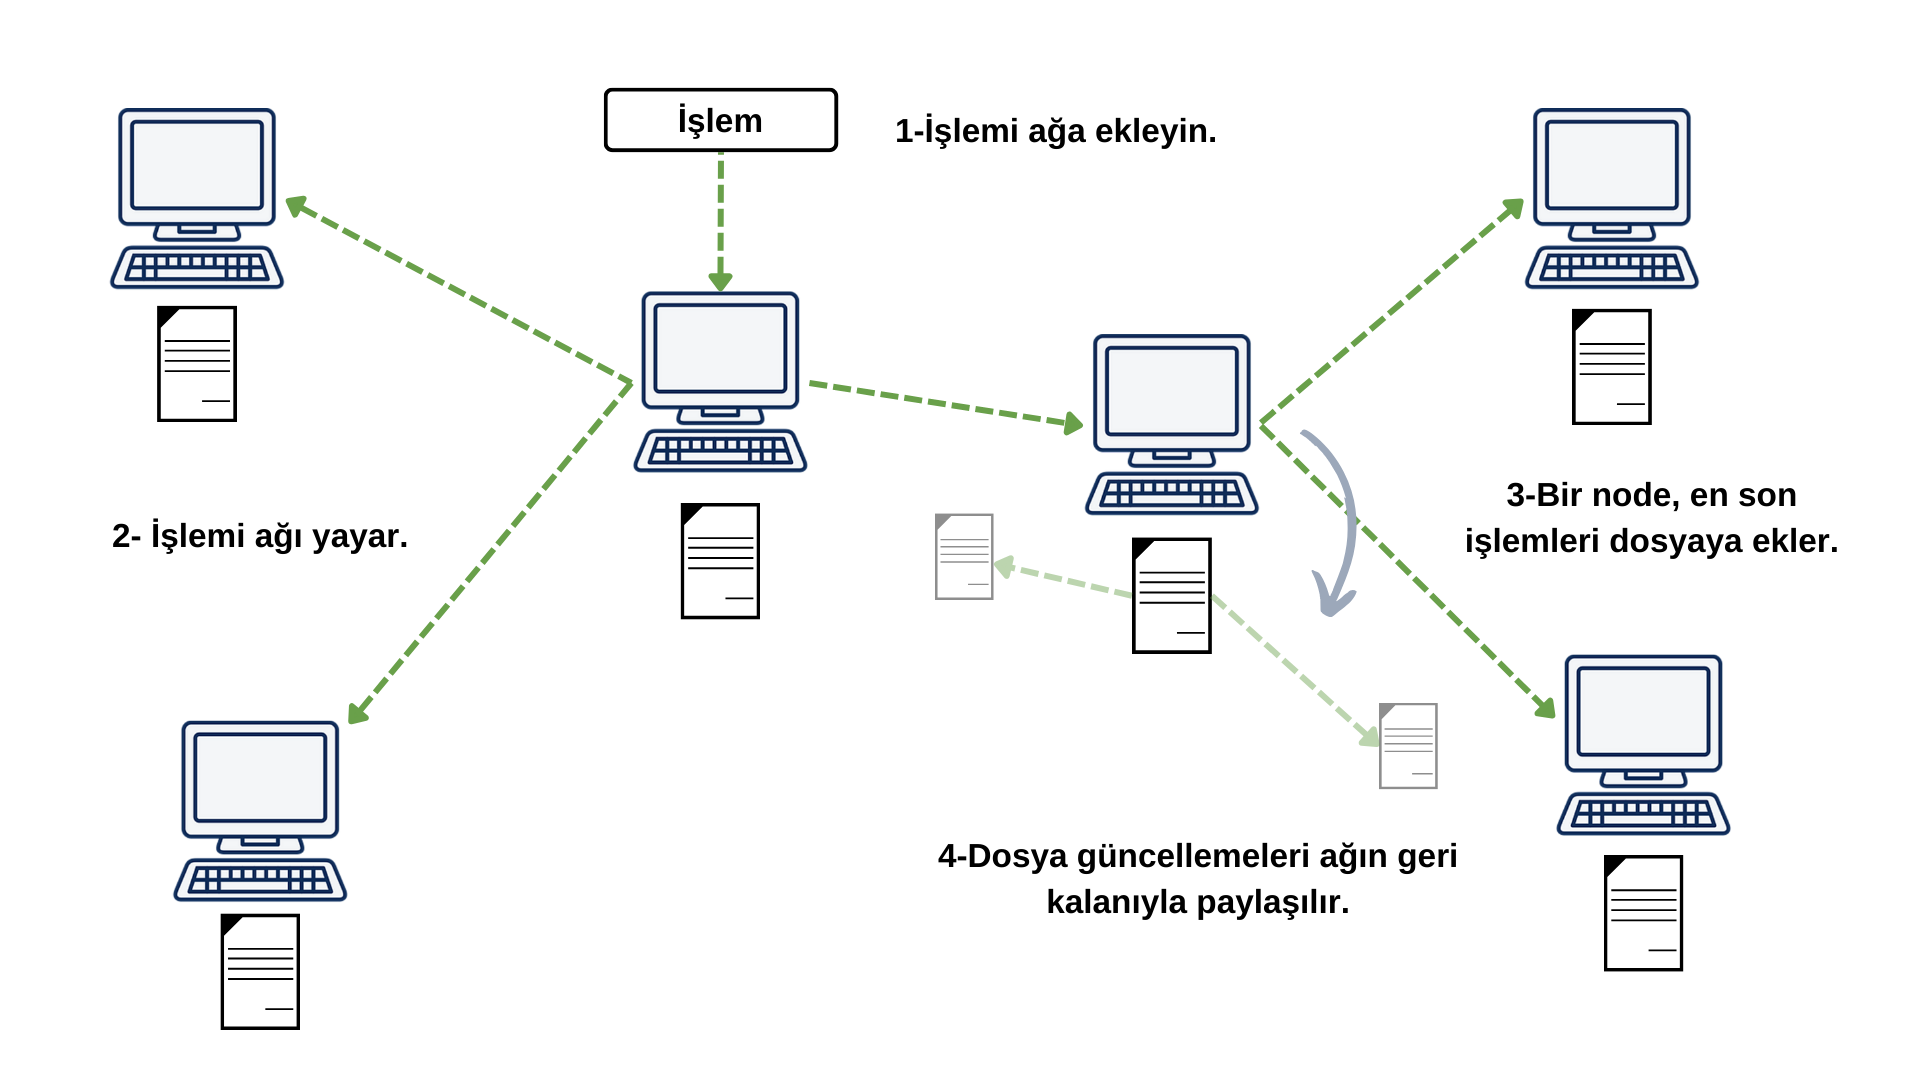 İşlem
1-İşlemi ağa ekleyin.
2- İşlemi ağı yayar.
3-Bir node, en son
işlemleri dosyaya ekler.
4-Dosya güncellemeleri ağın geri
kalanıyla paylaşılır.